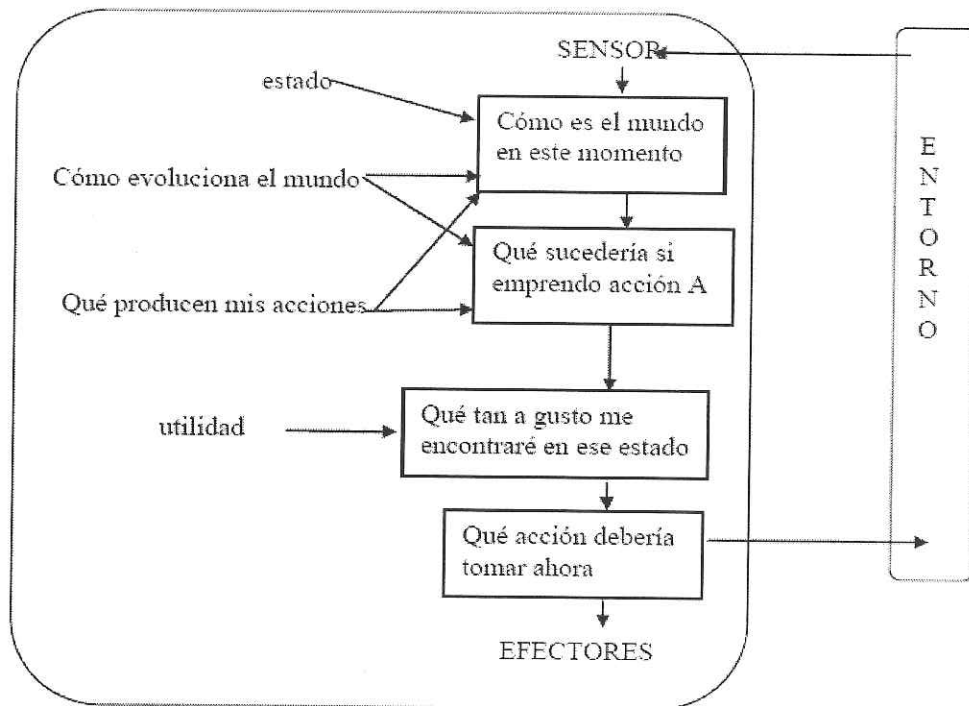 SENSOR
estado
Cómo es el mundo
en este momento
Cómo evoluciona el mundo
Qué sucedería si
emprendo acción A
Qué producen mis acciones
Qué tan a gusto me
encontraré en ese estado
utilidad
Qué acción debería
tomar ahora
EFECTORES
ENTORNO